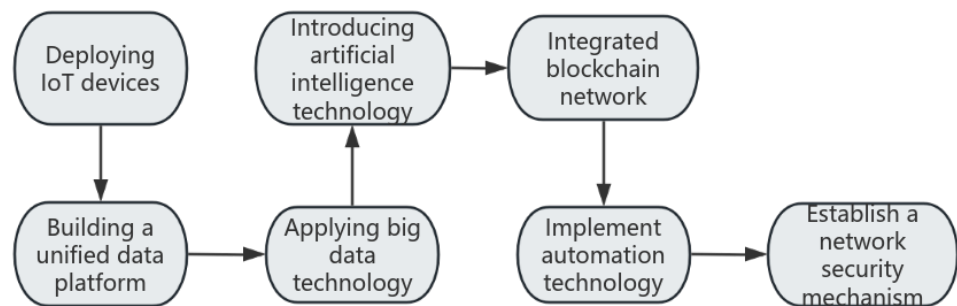 Deploying
IoT devices
Building a
unified data
platform
Applying big
data
technology
Introducing
artificial
intelligence
technology
Integrated
blockchain
network
Implement
automation
technology
Establish a
network
security
mechanism